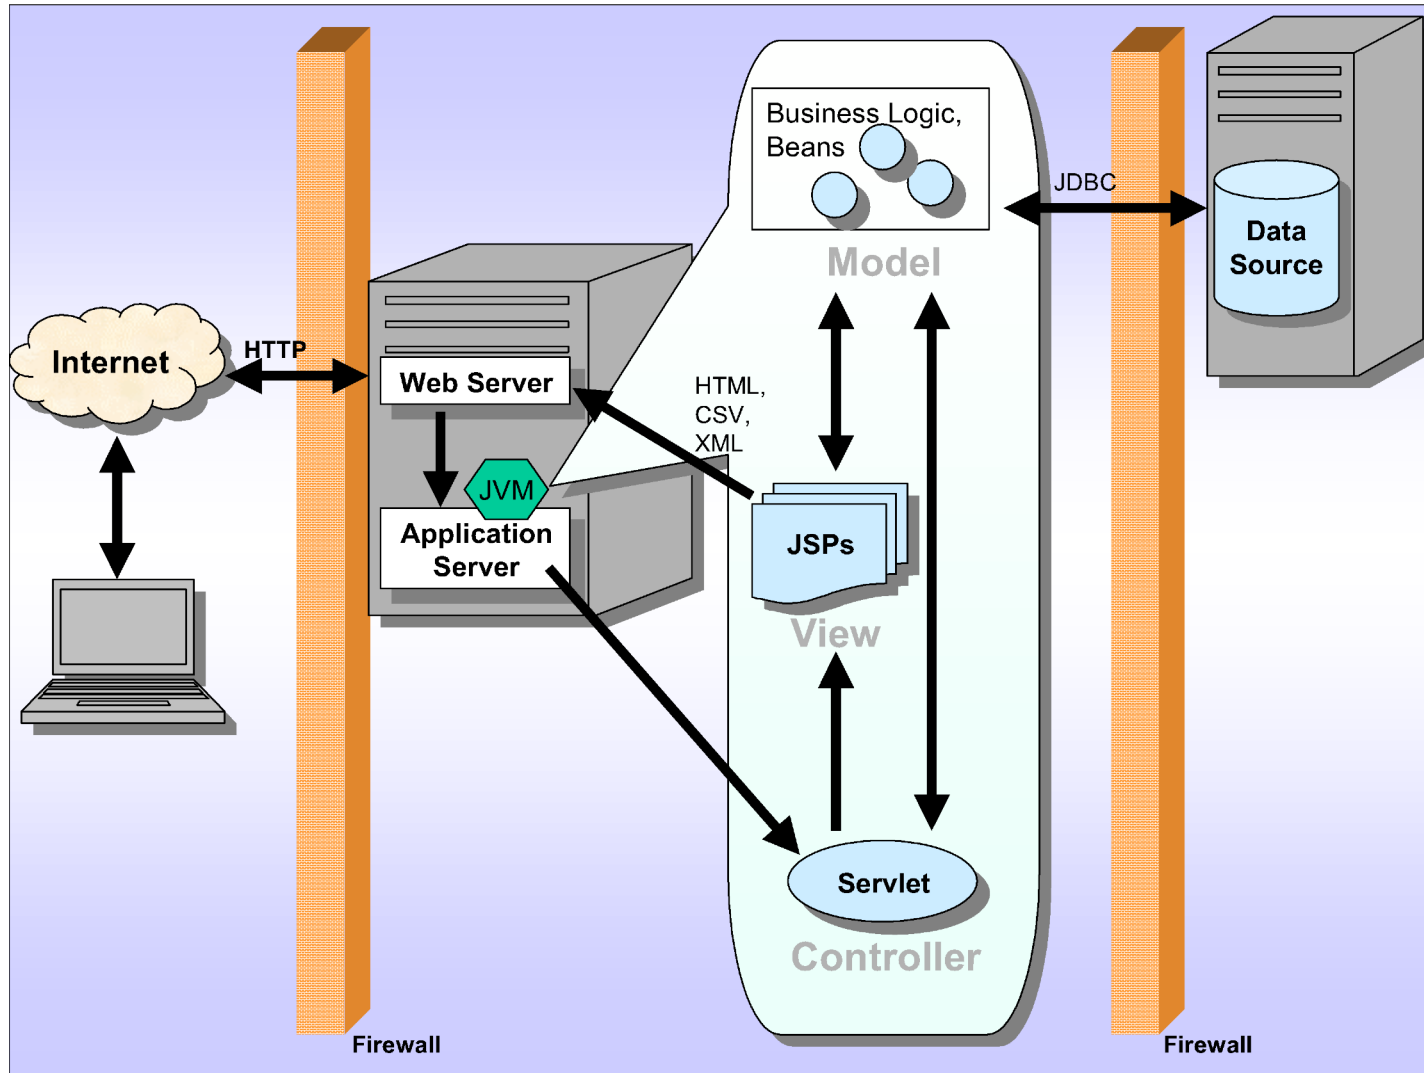 Business Logic,
Beans
JDBC
Data
Source
Model
HTTP
Internet
Web Server
HTML,
CSV,
XML
JVM
Application
Server
JSPs
View
Servlet
Controller
Firewall
Firewall